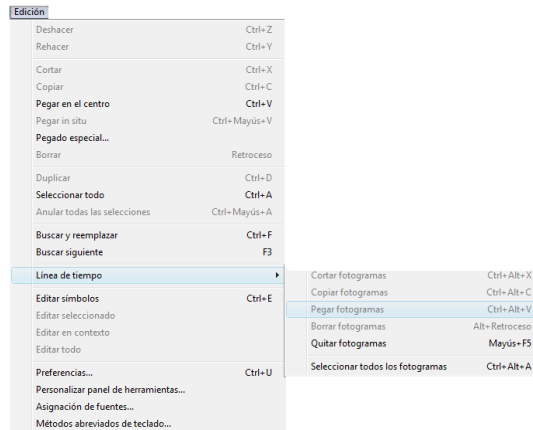 Edición
Deshacer Ctrl+Z
Rehacer Ctrl+Y
Cortar Ctrl+X
Copiar Ctrl+C
Pegar en el centro Ctrl+V
Pegar in situ Ctrl+Mayús+V
Pegado especial...
Borrar Retroceso
Duplicar Ctrl+D
Seleccionar todo Ctrl+A
Anular todas las selecciones Ctrl+Mayús+A
Buscar y reemplazar Ctrl+F
Buscar siguiente F3
Línea de tiempo
Cortar fotogramas Ctrl+Alt+X
Copiar fotogramas Ctrl+Alt+C
Pegar fotogramas Ctrl+Alt+V
Borrar fotogramas Alt+Retroceso
Quitar fotogramas Mayús+F5
Seleccionar todos los fotogramas Ctrl+Alt+A
Editar símbolos Ctrl+E
Editar seleccionado
Editar en contexto
Editar todo
Preferencias... Ctrl+U
Personalizar panel de herramientas...
Asignación de fuentes...
Métodos abreviados de teclado...